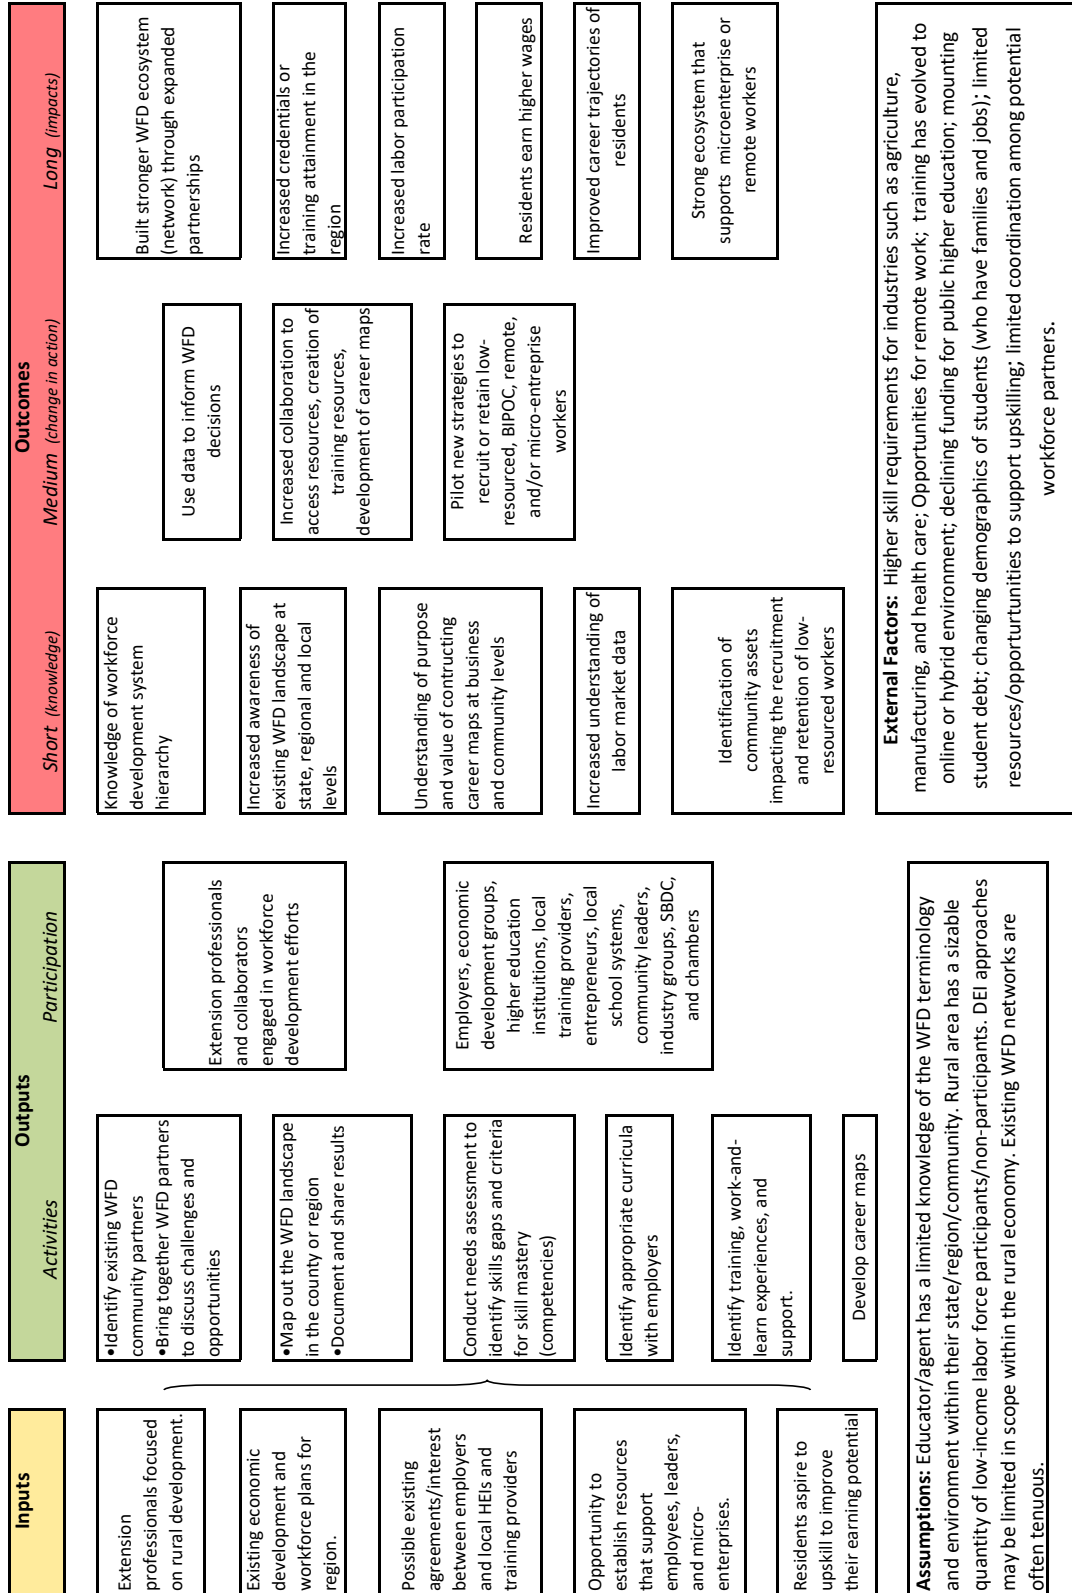 Inputs
Outputs
Outcomes
Activities
Participation
Short (knowledge)
Medium (change in action)
Long (impacts)
Extension
professionals focused
on rural development.
Existing economic
development and
workforce plans for
region.
Possible existing
agreements/interest
between employers
and local HEIs and
training providers
Opportunity to
establish resources
that support
employees, leaders,
and micro-
enterprises.
Residents aspire to
upskill to improve
their earning potential
•Identify existing WFD
community partners
•Bring together WFD partners
to discuss challenges and
opportunities
•Map out the WFD landscape
in the county or region
•Document and share results
Conduct needs assessment to
identify skills gaps and criteria
for skill mastery
(competencies)
Identify appropriate curricula
with employers
Identify training, work-and-
learn experiences, and
support.
Develop career maps
Extension professionals
and collaborators
engaged in workforce
development efforts
Employers, economic
development groups,
higher education
instituitions, local
training providers,
entrepreneurs, local
school systems,
community leaders,
industry groups, SBDC,
and chambers
Knowledge of workforce
development system
hierarchy
Increased awareness of
existing WFD landscape at
state, regional and local
levels
Understanding of purpose
and value of contructing
career maps at business
and community levels
Increased understanding of
labor market data
Identification of
community assets
impacting the recruitment
and retention of low-
resourced workers
Use data to inform WFD
decisions
Increased collaboration to
access resources, creation of
training resources,
development of career maps
Pilot new strategies to
recruit or retain low-
resourced, BIPOC, remote,
and/or micro-entreprise
workers
Built stronger WFD ecosystem
(network) through expanded
partnerships
Increased credentials or
training attainment in the
region
Increased labor participation
rate
Residents earn higher wages
Improved career trajectories of
residents
Strong ecosystem that
supports microenterprise or
remote workers
Assumptions: Educator/agent has a limited knowledge of the WFD terminology
and environment within their state/region/community. Rural area has a sizable
quantity of low-income labor force participants/non-participants. DEI approaches
may be limited in scope within the rural economy. Existing WFD networks are
often tenuous.
External Factors: Higher skill requirements for industries such as agriculture,
manufacturing, and health care; Opportunities for remote work; training has evolved to
online or hybrid environment; declining funding for public higher education; mounting
student debt; changing demographics of students (who have families and jobs); limited
resources/opporturtunities to support upskilling; limited coordination among potential
workforce partners.